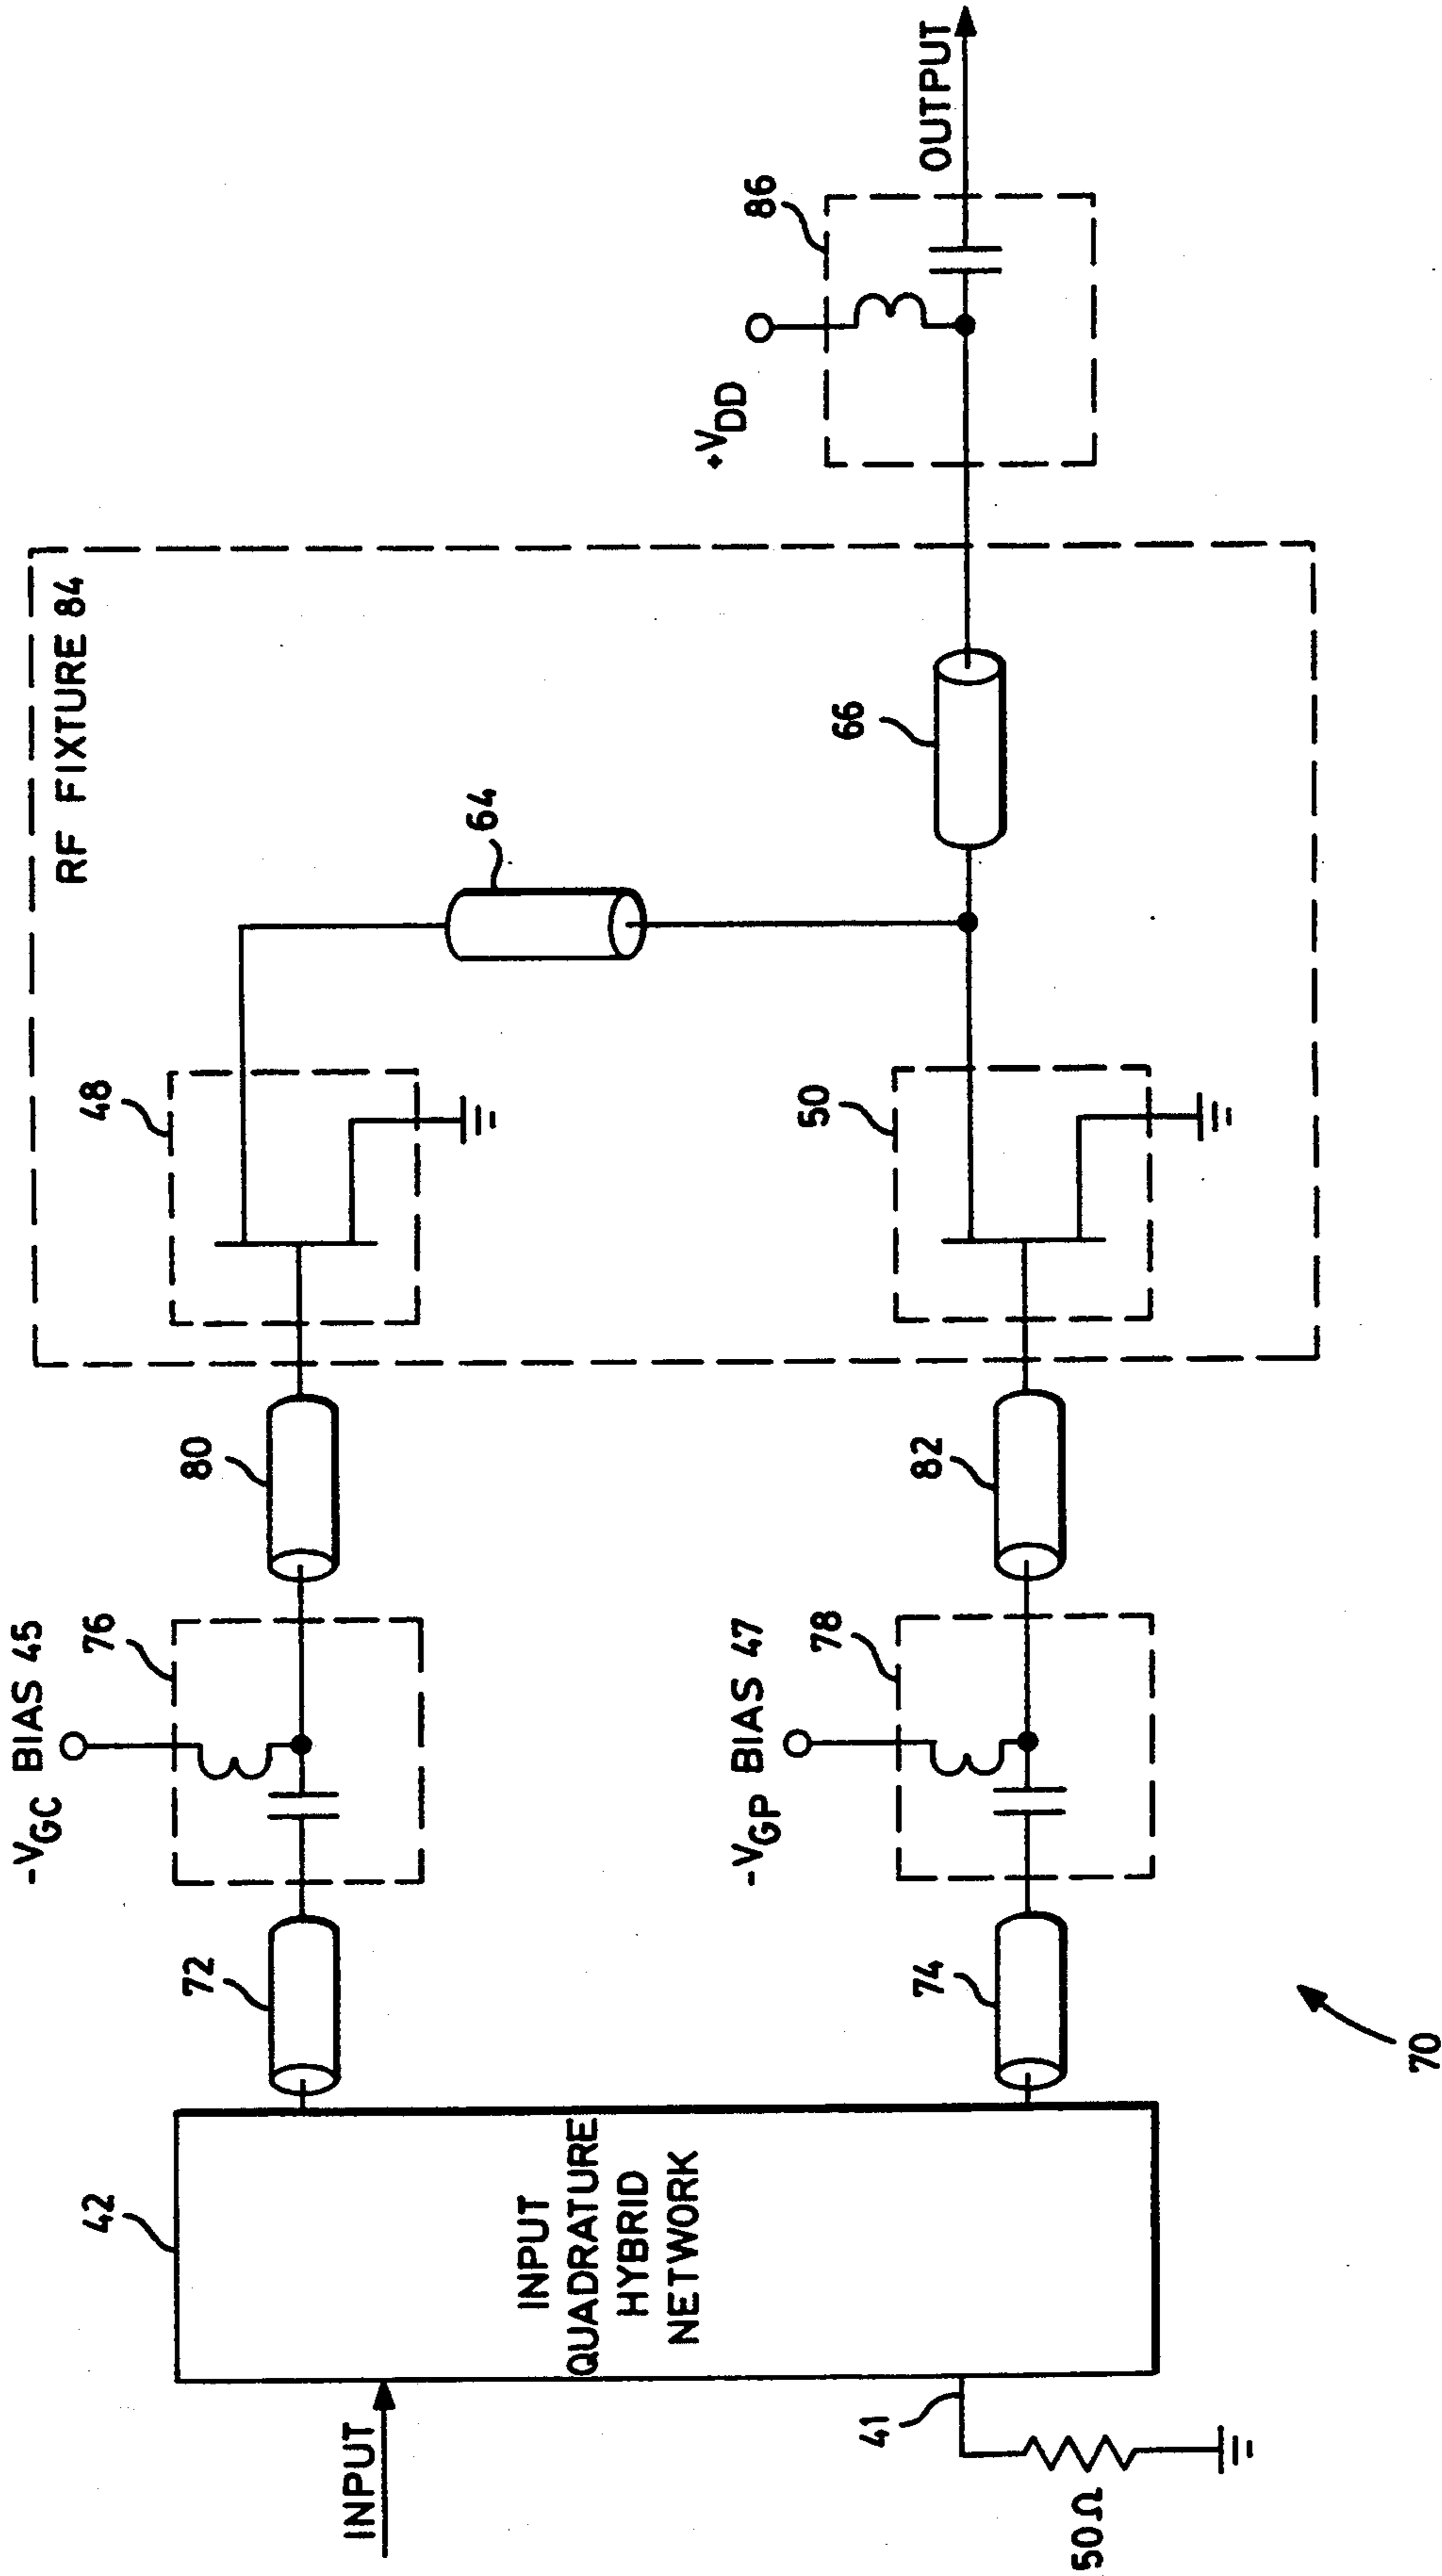 INPUT
41
50Ω
42
INPUT
QUADRATURE
HYBRID
NETWORK
72
74
-VGC BIAS 45
76
-VGP BIAS 47
78
80
82
RF FIXTURE 84
48
50
64
66
+VDD
86
OUTPUT
70